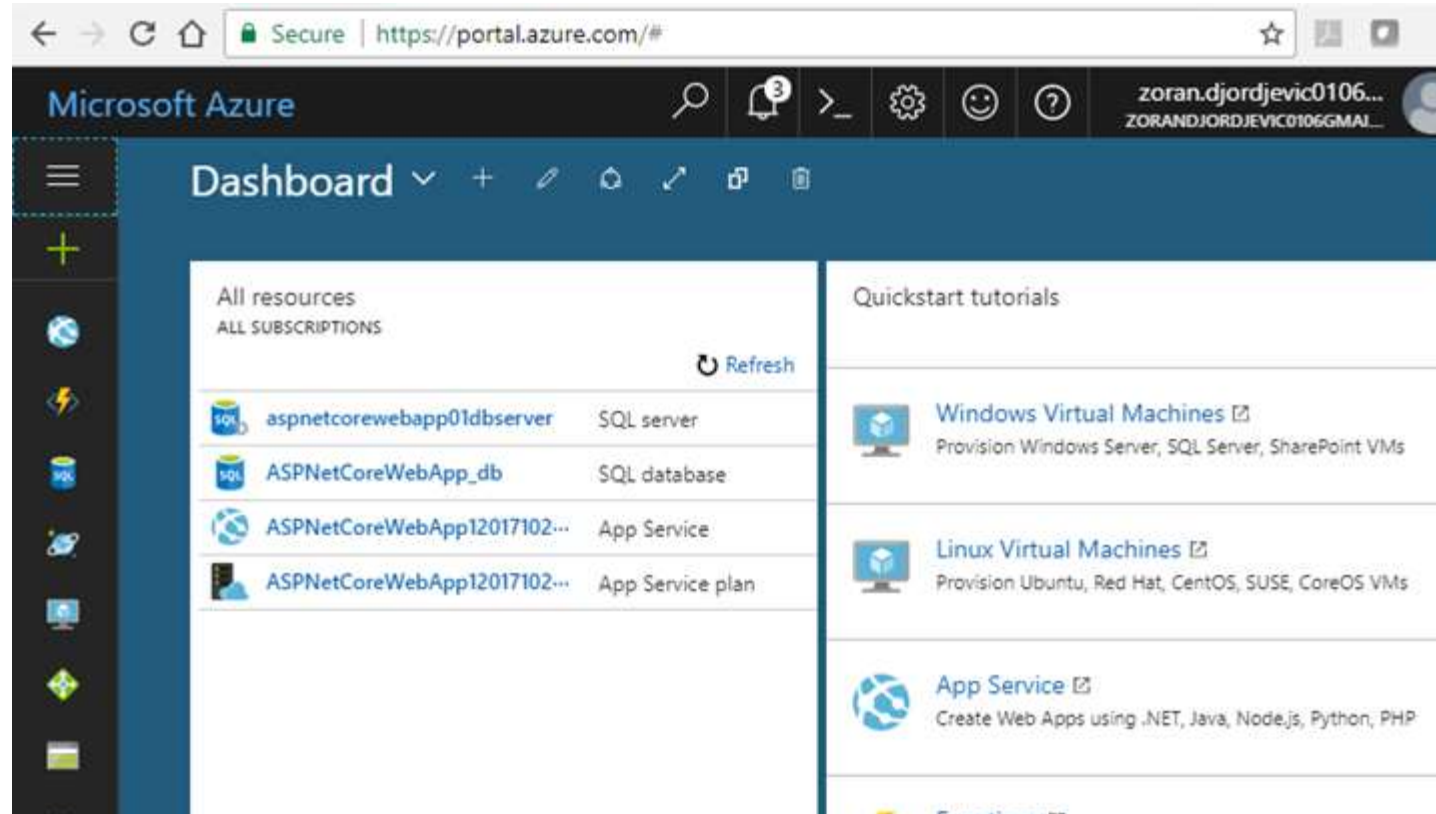 Secure | https://portal.azure.com/#
Microsoft Azure
3
zoran.djordjevic0106...
ZORANDJORDJEVIC0106GMAI...
Dashboard
All resources
ALL SUBSCRIPTIONS
Refresh
aspnetcorewebapp01dbserver SQL server
ASPNetCoreWebApp_db SQL database
ASPNetCoreWebApp12017102... App Service
ASPNetCoreWebApp12017102... App Service plan
Quickstart tutorials
Windows Virtual Machines
Provision Windows Server, SQL Server, SharePoint VMs
Linux Virtual Machines
Provision Ubuntu, Red Hat, CentOS, SUSE, CoreOS VMs
App Service
Create Web Apps using .NET, Java, Node.js, Python, PHP